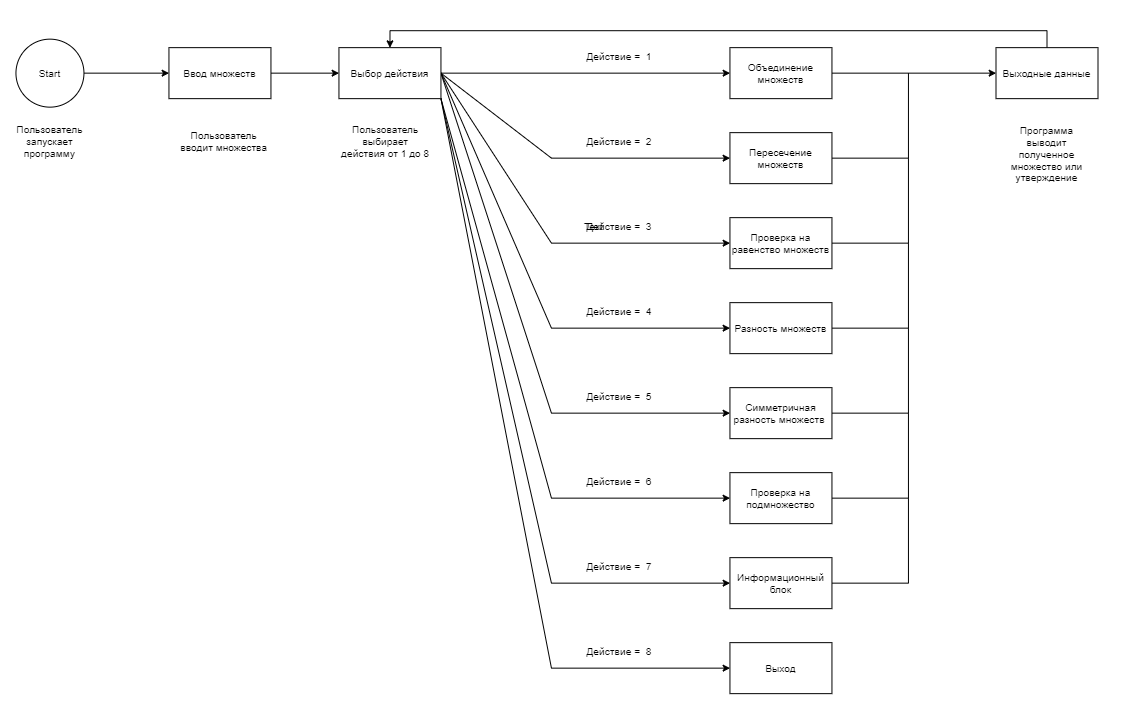 Start
Ввод множеств
Выбор действия
Действие = 1
Объединение
множеств
Выходные данные
Пользователь
запускает
программу
Пользователь
вводит множества
Пользователь
выбирает
действия от 1 до 8
Программа
выводит
полученное
множество или
утверждение
Действие = 2
Пересечение
множеств
Действие = 3
Проверка на
равенство множеств
Действие = 4
Разность множеств
Действие = 5
Симметричная
разность множеств
Действие = 6
Проверка на
подмножество
Действие = 7
Информационный
блок
Действие = 8
Выход